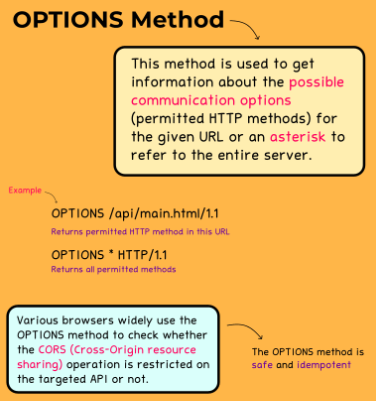 OPTIONS Method
This method is used to get
information about the possible
communication options
(permitted HTTP methods) for
the given URL or an asterisk to
refer to the entire server.
Example
OPTIONS /api/main.html/1.1
Returns permitted HTTP method in this URL
OPTIONS * HTTP/1.1
Returns all permitted methods
Various browsers widely use the
OPTIONS method to check whether
the CORS (Cross-Origin resource
sharing) operation is restricted on
the targeted API or not.
The OPTIONS method is
safe and idempotent